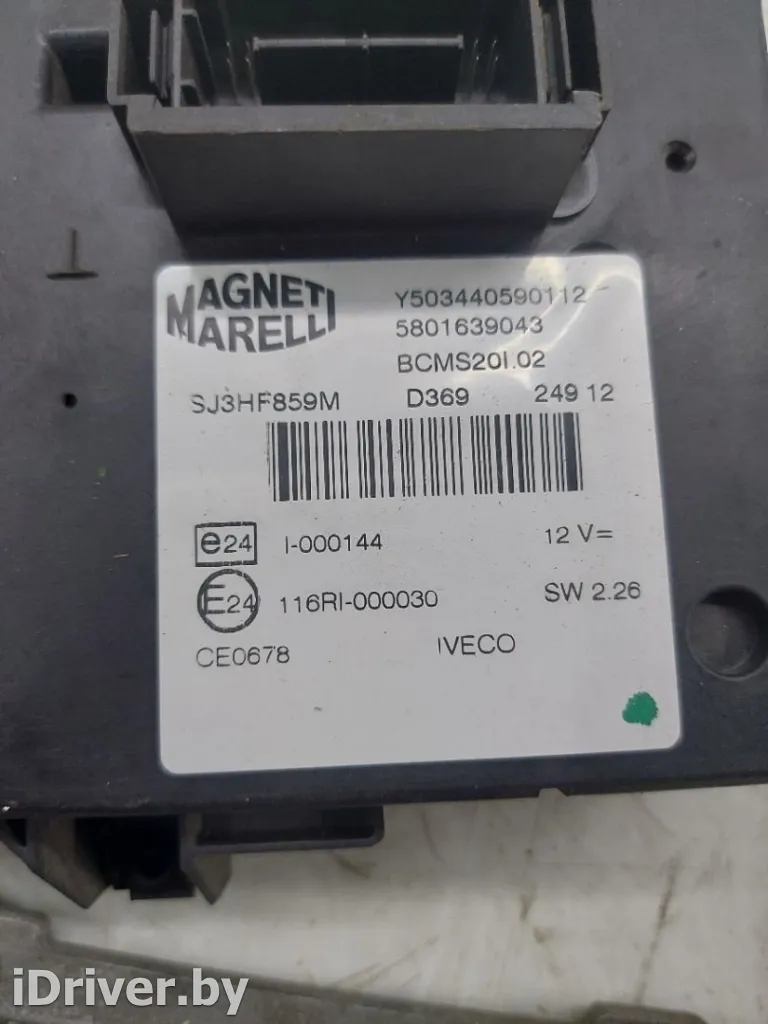 MAGNETI
MARELLI
Y503440590112
5801639043
BCMS20I.02
SJ3HF859M D369 249 12
e24 I-000144 12 V=
E24 116RI-000030 SW 2.26
CE0678 IVECO
iDriver.by